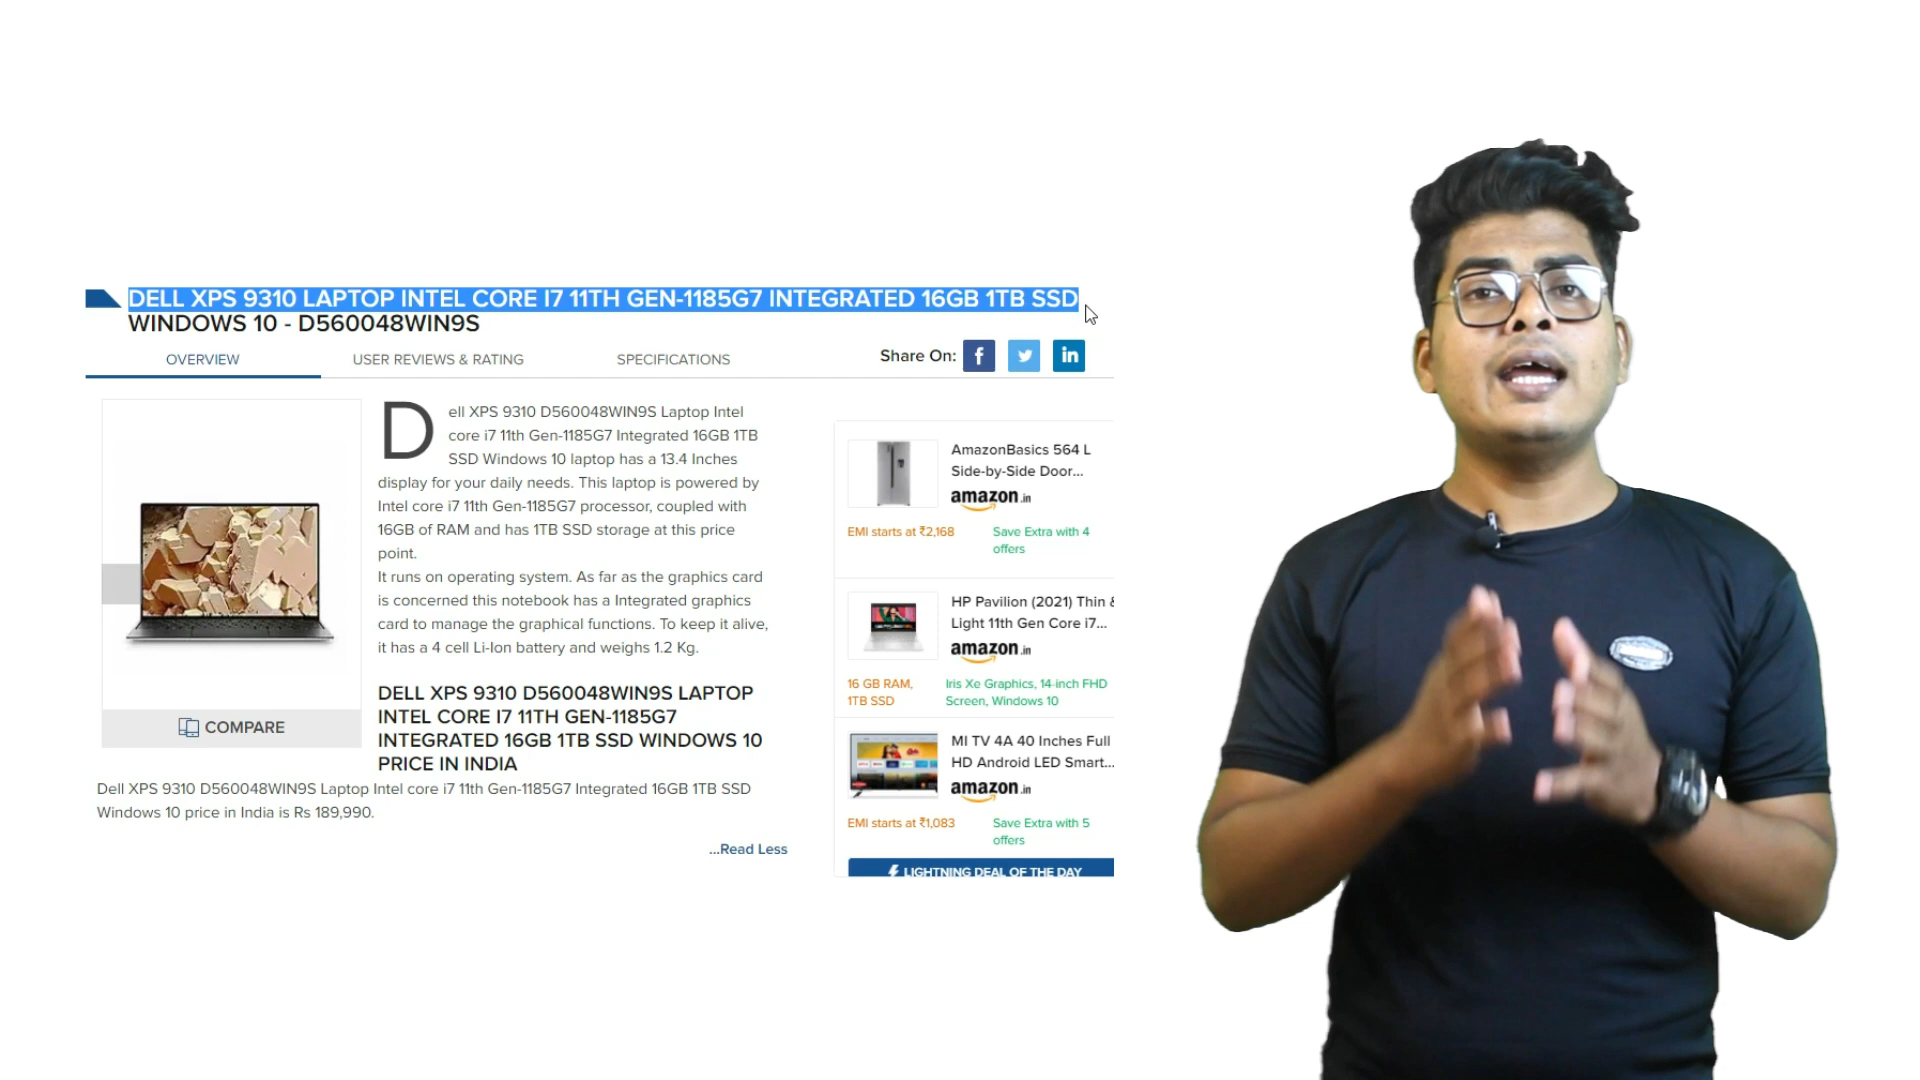 DELL XPS 9310 LAPTOP INTEL CORE I7 11TH GEN-1185G7 INTEGRATED 16GB 1TB SSD
WINDOWS 10 - D560048WIN9S
OVERVIEW
USER REVIEWS & RATING
SPECIFICATIONS
Share On:
Dell XPS 9310 D560048WIN9S Laptop Intel
core i7 11th Gen-1185G7 Integrated 16GB 1TB
SSD Windows 10 laptop has a 13.4 Inches
display for your daily needs. This laptop is powered by
Intel core i7 11th Gen-1185G7 processor, coupled with
16GB of RAM and has 1TB SSD storage at this price
point.
It runs on operating system. As far as the graphics card
is concerned this notebook has a Integrated graphics
card to manage the graphical functions. To keep it alive,
it has a 4 cell Li-Ion battery and weighs 1.2 Kg.
COMPARE
DELL XPS 9310 D560048WIN9S LAPTOP
INTEL CORE I7 11TH GEN-1185G7
INTEGRATED 16GB 1TB SSD WINDOWS 10
PRICE IN INDIA
Dell XPS 9310 D560048WIN9S Laptop Intel core i7 11th Gen-1185G7 Integrated 16GB 1TB SSD
Windows 10 price in India is Rs 189,990.
...Read Less
AmazonBasics 564 L
Side-by-Side Door...
amazon.in
EMI starts at ₹2,168
Save Extra with 4
offers
HP Pavilion (2021) Thin &
Light 11th Gen Core i7...
amazon.in
16 GB RAM,
1TB SSD
Iris Xe Graphics, 14-inch FHD
Screen, Windows 10
MI TV 4A 40 Inches Full
HD Android LED Smart...
amazon.in
EMI starts at ₹1,083
Save Extra with 5
offers
LIGHTNING DEAL OF THE DAY